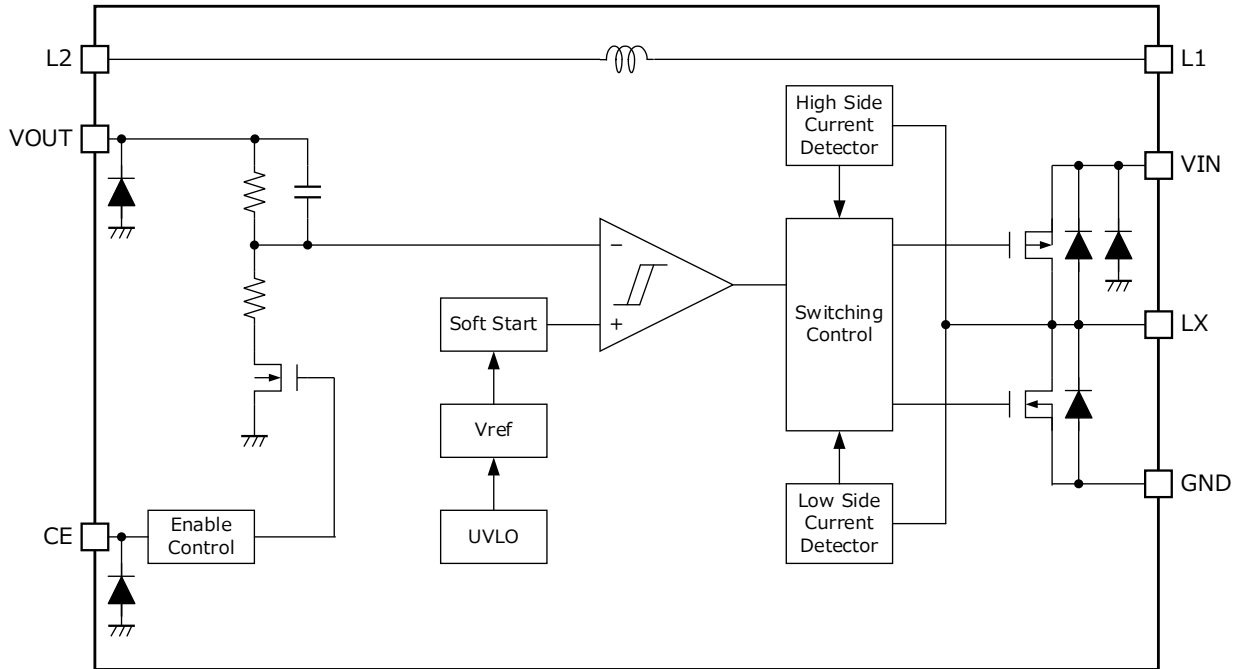 L2
L1
VOUT
High Side
Current
Detector
VIN
−
+
Soft Start
Switching
Control
LX
Vref
GND
CE
Enable
Control
UVLO
Low Side
Current
Detector